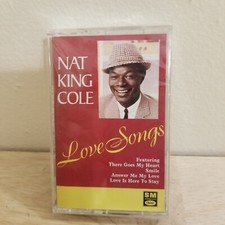 NAT
KING
COLE
Love Songs
Featuring
There Goes My Heart
Smile
Answer Me My Love
Love Is Here To Stay